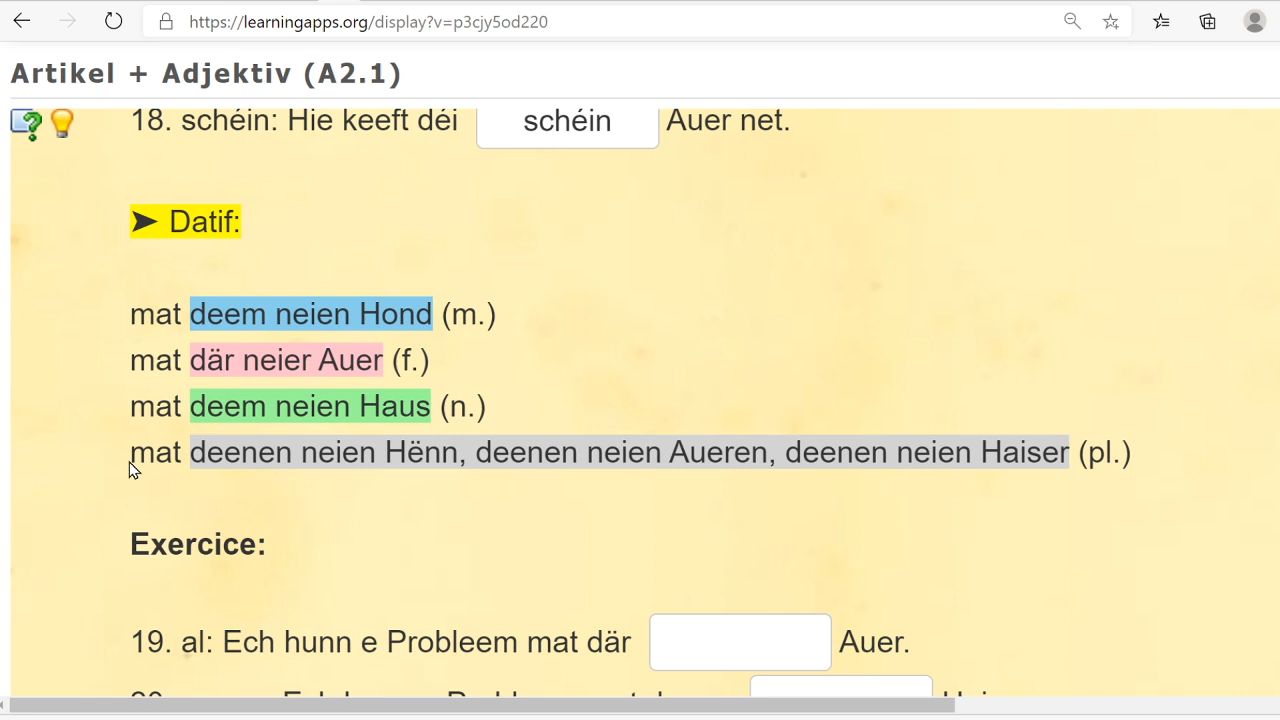 https://learningapps.org/display?v=p3cjy5od220
Artikel + Adjektiv (A2.1)
18. schéin: Hie keeft déi schéin Auer net.
➤ Datif:
mat deem neien Hond (m.)
mat där neier Auer (f.)
mat deem neien Haus (n.)
mat deenen neien Hënn, deenen neien Aueren, deenen neien Haiser (pl.)
Exercice:
19. al: Ech hunn e Probleem mat där Auer.